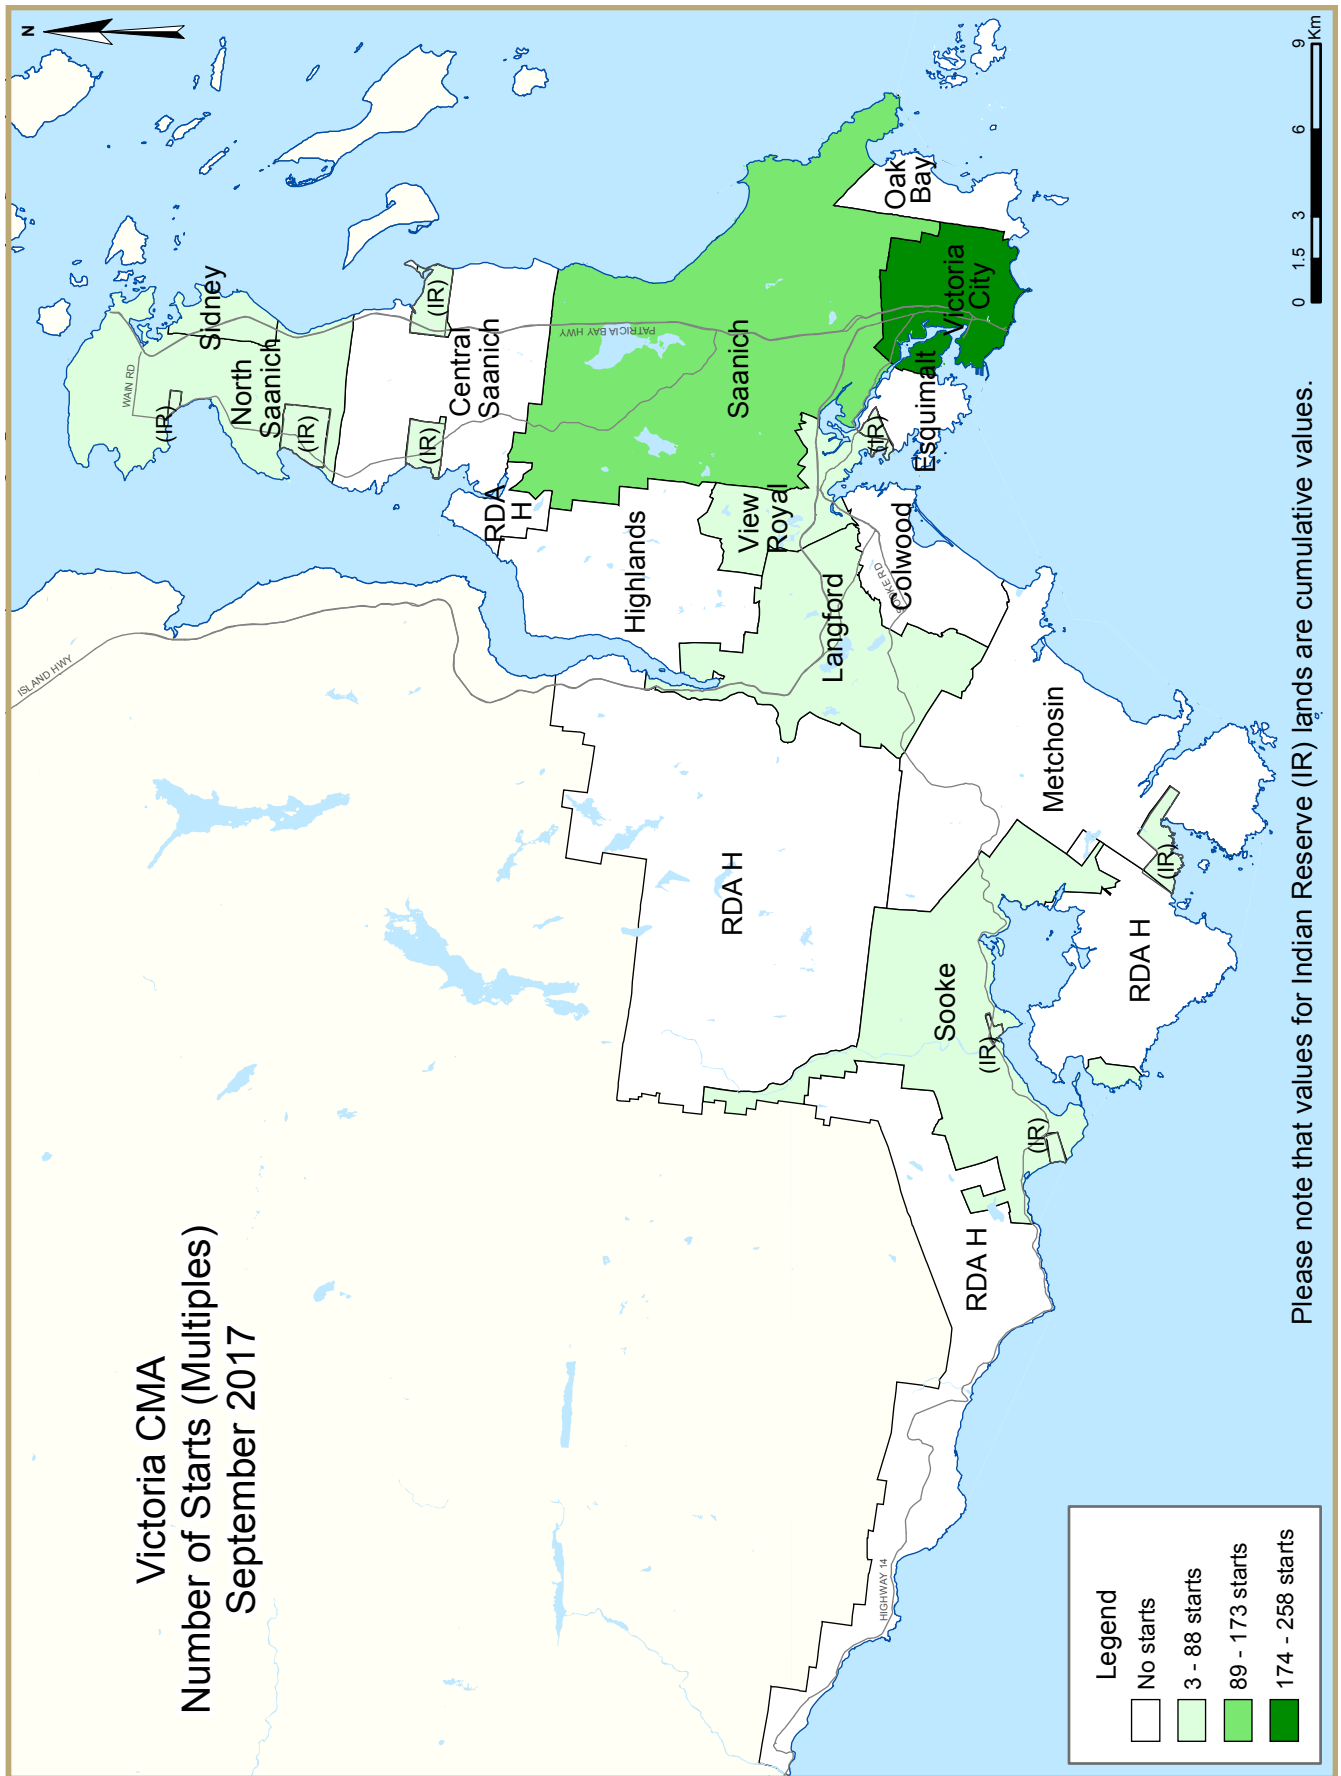 Victoria CMA
Number of Starts (Multiples)
September 2017
N
ISLAND HWY
WAIN RD
(IR)
North
Saanich
Sidney
(IR)
(IR)
Central
Saanich
(IR)
PATRICIA BAY HWY
RDA
H
Highlands
Saanich
View
Royal
Langford
SOOKE RD
Colwood
(IR)
Esquimalt
Victoria
City
Oak
Bay
RDA H
Metchosin
(IR)
Sooke
(IR)
(IR)
RDA H
RDA H
HIGHWAY 14
Legend
No starts
3 - 88 starts
89 - 173 starts
174 - 258 starts
Please note that values for Indian Reserve (IR) lands are cumulative values.
0 1.5 3 6 9
Km